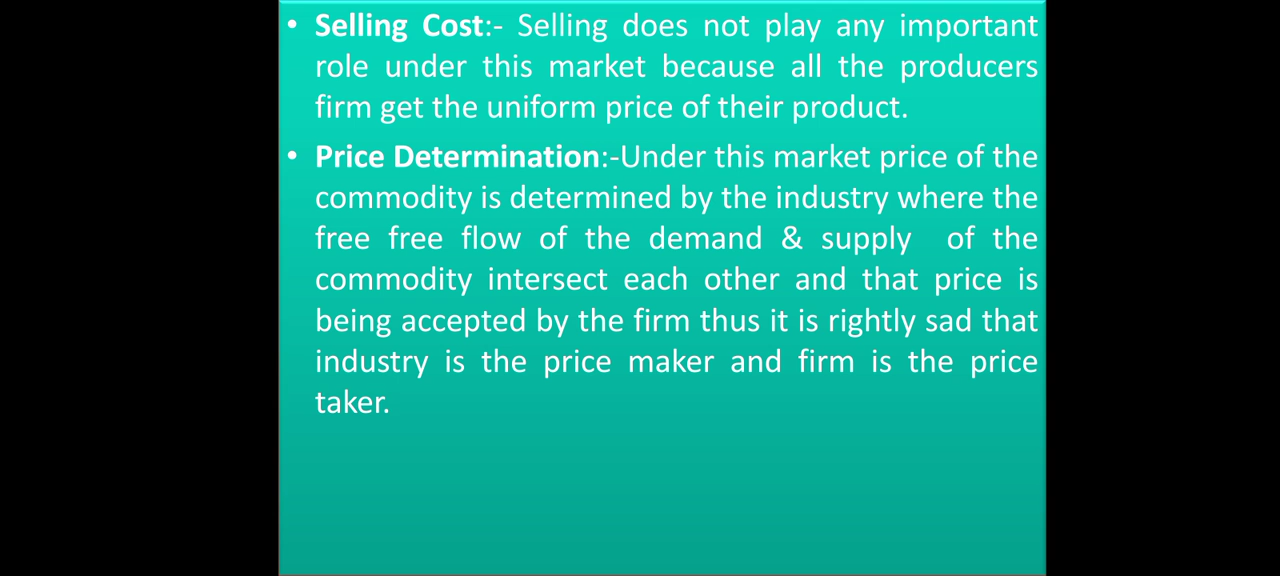 • Selling Cost:- Selling does not play any important
role under this market because all the producers
firm get the uniform price of their product.
• Price Determination:-Under this market price of the
commodity is determined by the industry where the
free free flow of the demand & supply of the
commodity intersect each other and that price is
being accepted by the firm thus it is rightly sad that
industry is the price maker and firm is the price
taker.